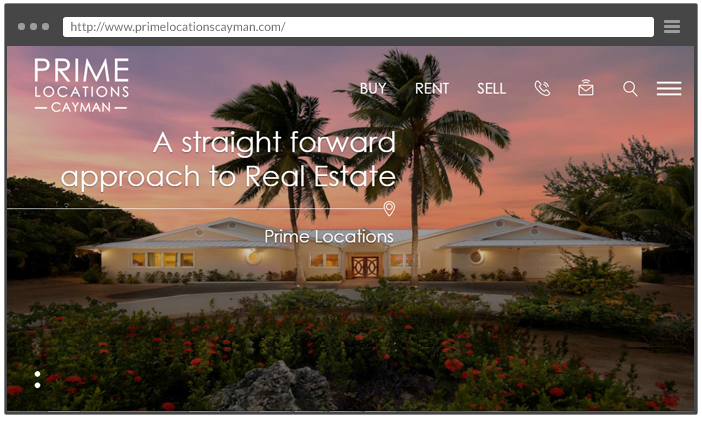 http://www.primelocationscayman.com/
PRIME
LOCATIONS
CAYMAN
BUY RENT SELL
A straight forward
approach to Real Estate
Prime Locations